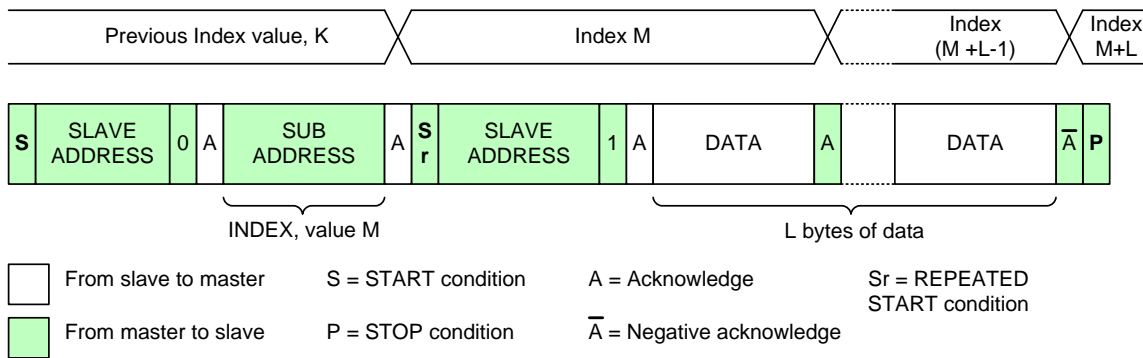 Previous Index value, K
Index M
Index
(M +L-1)
Index
M+L
S
SLAVE
ADDRESS
0
A
SUB
ADDRESS
A
S
r
SLAVE
ADDRESS
1
A
DATA
A
DATA
A̅
P
INDEX, value M
L bytes of data
From slave to master
S = START condition
A = Acknowledge
Sr = REPEATED
START condition
From master to slave
P = STOP condition
A̅ = Negative acknowledge